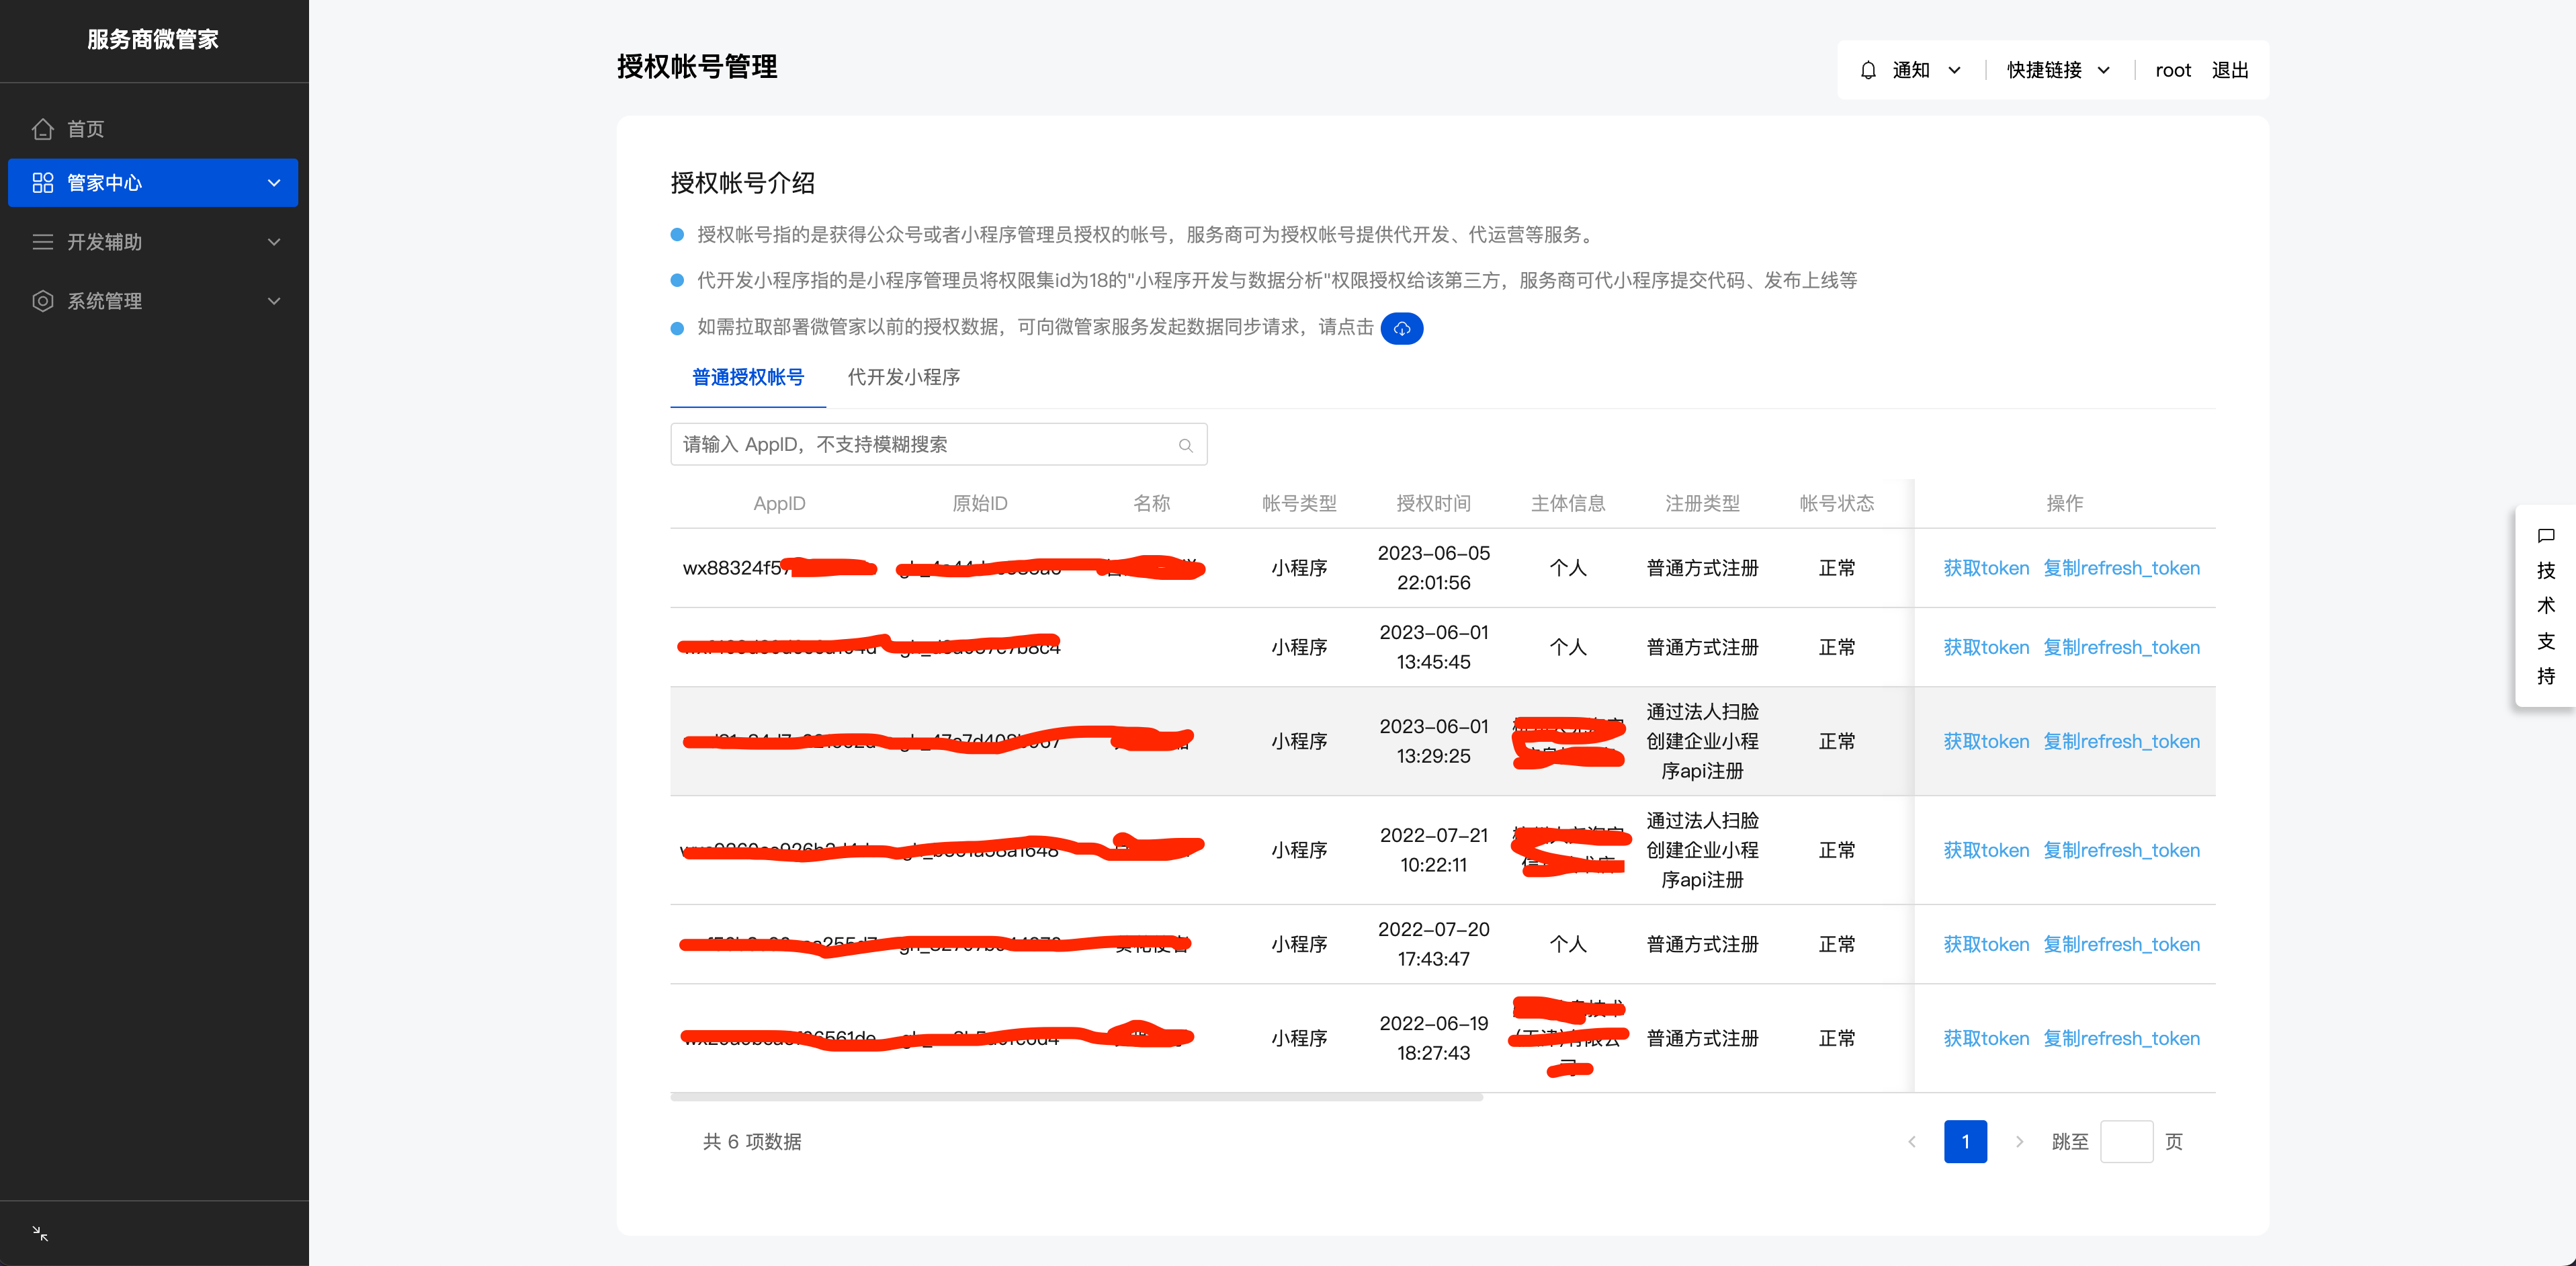 服务商微管家
首页
管家中心
开发辅助
系统管理
授权帐号管理
通知
快捷链接
root
退出
授权帐号介绍
授权帐号指的是获得公众号或者小程序管理员授权的帐号，服务商可为授权帐号提供代开发、代运营等服务。
代开发小程序指的是小程序管理员将权限集id为18的"小程序开发与数据分析"权限授权给该第三方，服务商可代小程序提交代码、发布上线等
如需拉取部署微管家以前的授权数据，可向微管家服务发起数据同步请求，请点击
普通授权帐号 代开发小程序
请输入 AppID，不支持模糊搜索
AppID 原始ID 名称 帐号类型 授权时间 主体信息 注册类型 帐号状态 操作
wx88324f5 小程序 2023-06-05 22:01:56 个人 普通方式注册 正常 获取token 复制refresh_token
小程序 2023-06-01 13:45:45 个人 普通方式注册 正常 获取token 复制refresh_token
小程序 2023-06-01 13:29:25 通过法人扫脸创建企业小程序api注册 正常 获取token 复制refresh_token
小程序 2022-07-21 10:22:11 通过法人扫脸创建企业小程序api注册 正常 获取token 复制refresh_token
小程序 2022-07-20 17:43:47 个人 普通方式注册 正常 获取token 复制refresh_token
小程序 2022-06-19 18:27:43 普通方式注册 正常 获取token 复制refresh_token
共 6 项数据
1
跳至 页
技术支持